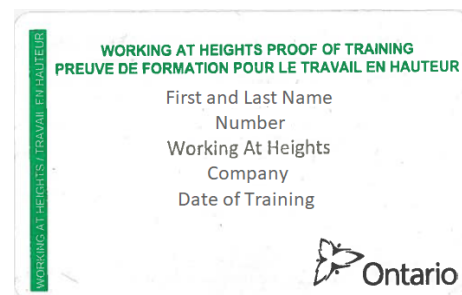 WORKING AT HEIGHTS / TRAVAIL EN HAUTEUR
WORKING AT HEIGHTS PROOF OF TRAINING
PREUVE DE FORMATION POUR LE TRAVAIL EN HAUTEUR
First and Last Name
Number
Working At Heights
Company
Date of Training
Ontario